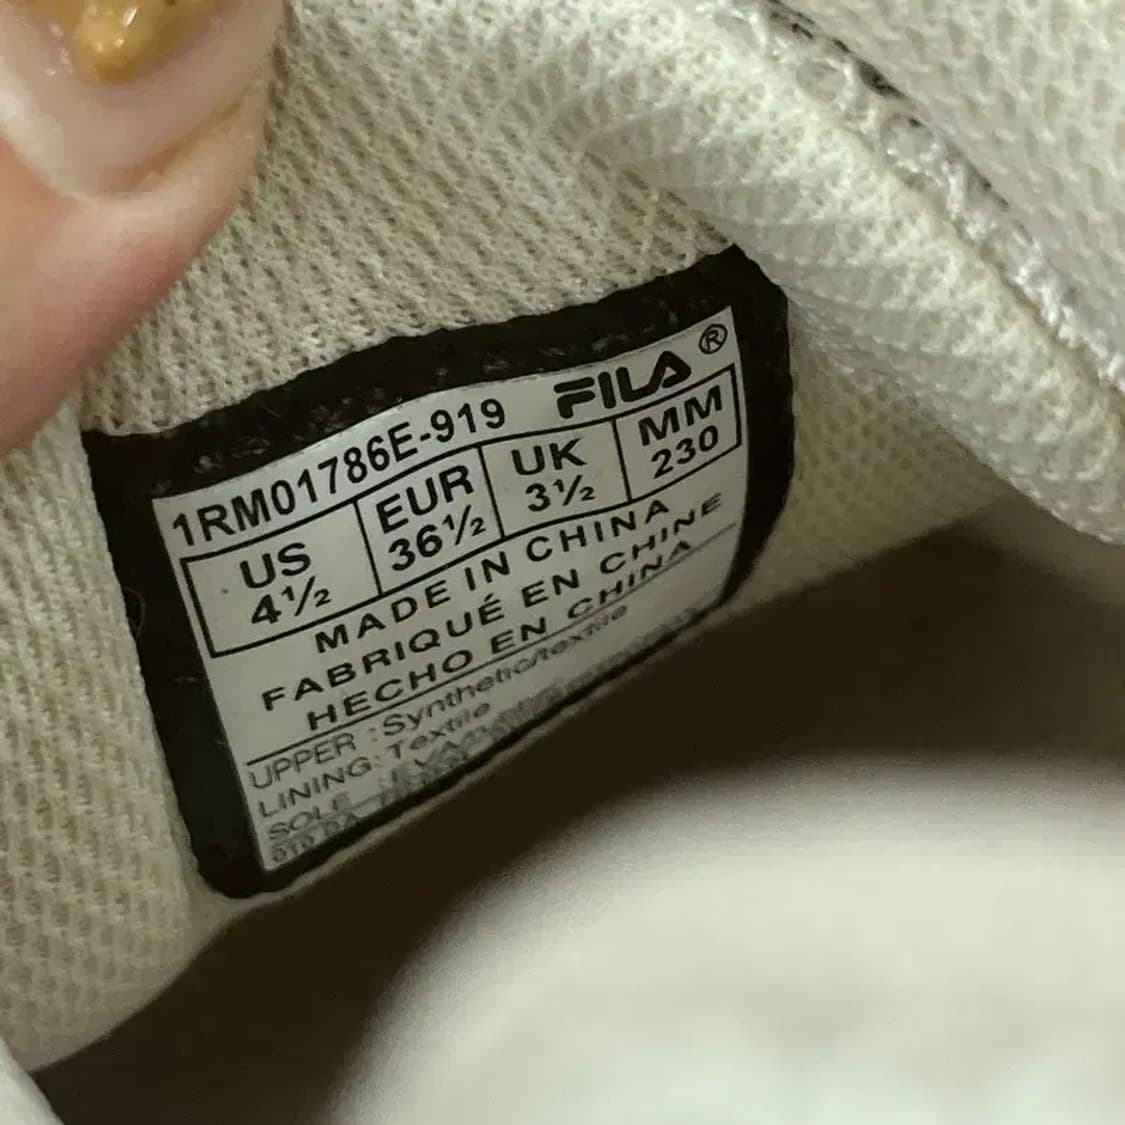 1RM01786E-919 FILA®
US EUR UK MM
4½ 36½ 3½ 230
MADE IN CHINA
FABRIQUÉ EN CHINE
HECHO EN CHINA
UPPER :Synthetic/textile
LINING: Textile
SOLE